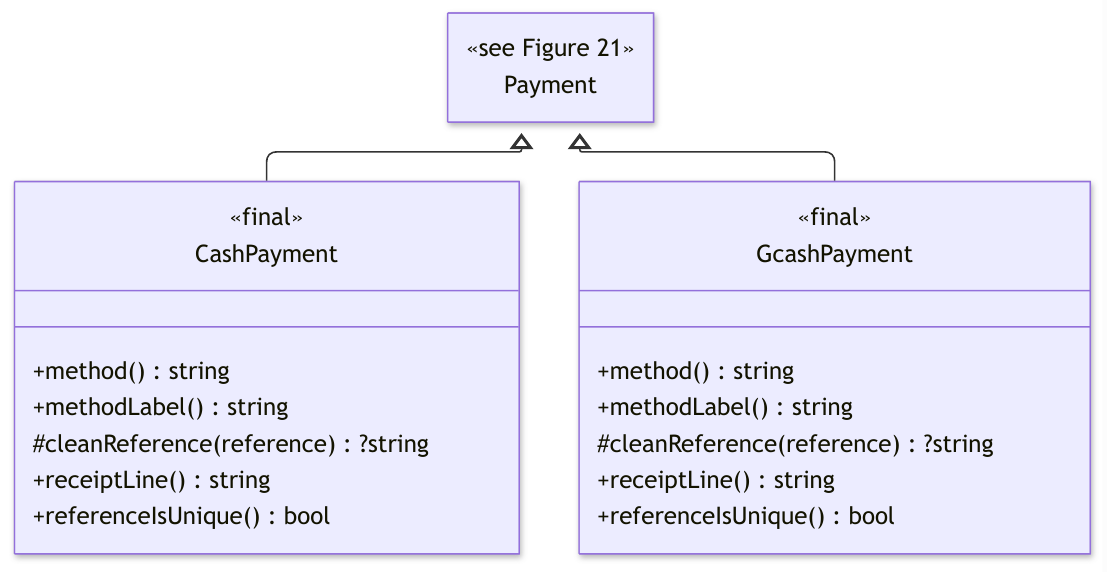 «see Figure 21»
Payment
«final»
CashPayment
+method() : string
+methodLabel() : string
#cleanReference(reference) : ?string
+receiptLine() : string
+referenceIsUnique() : bool
«final»
GcashPayment
+method() : string
+methodLabel() : string
#cleanReference(reference) : ?string
+receiptLine() : string
+referenceIsUnique() : bool